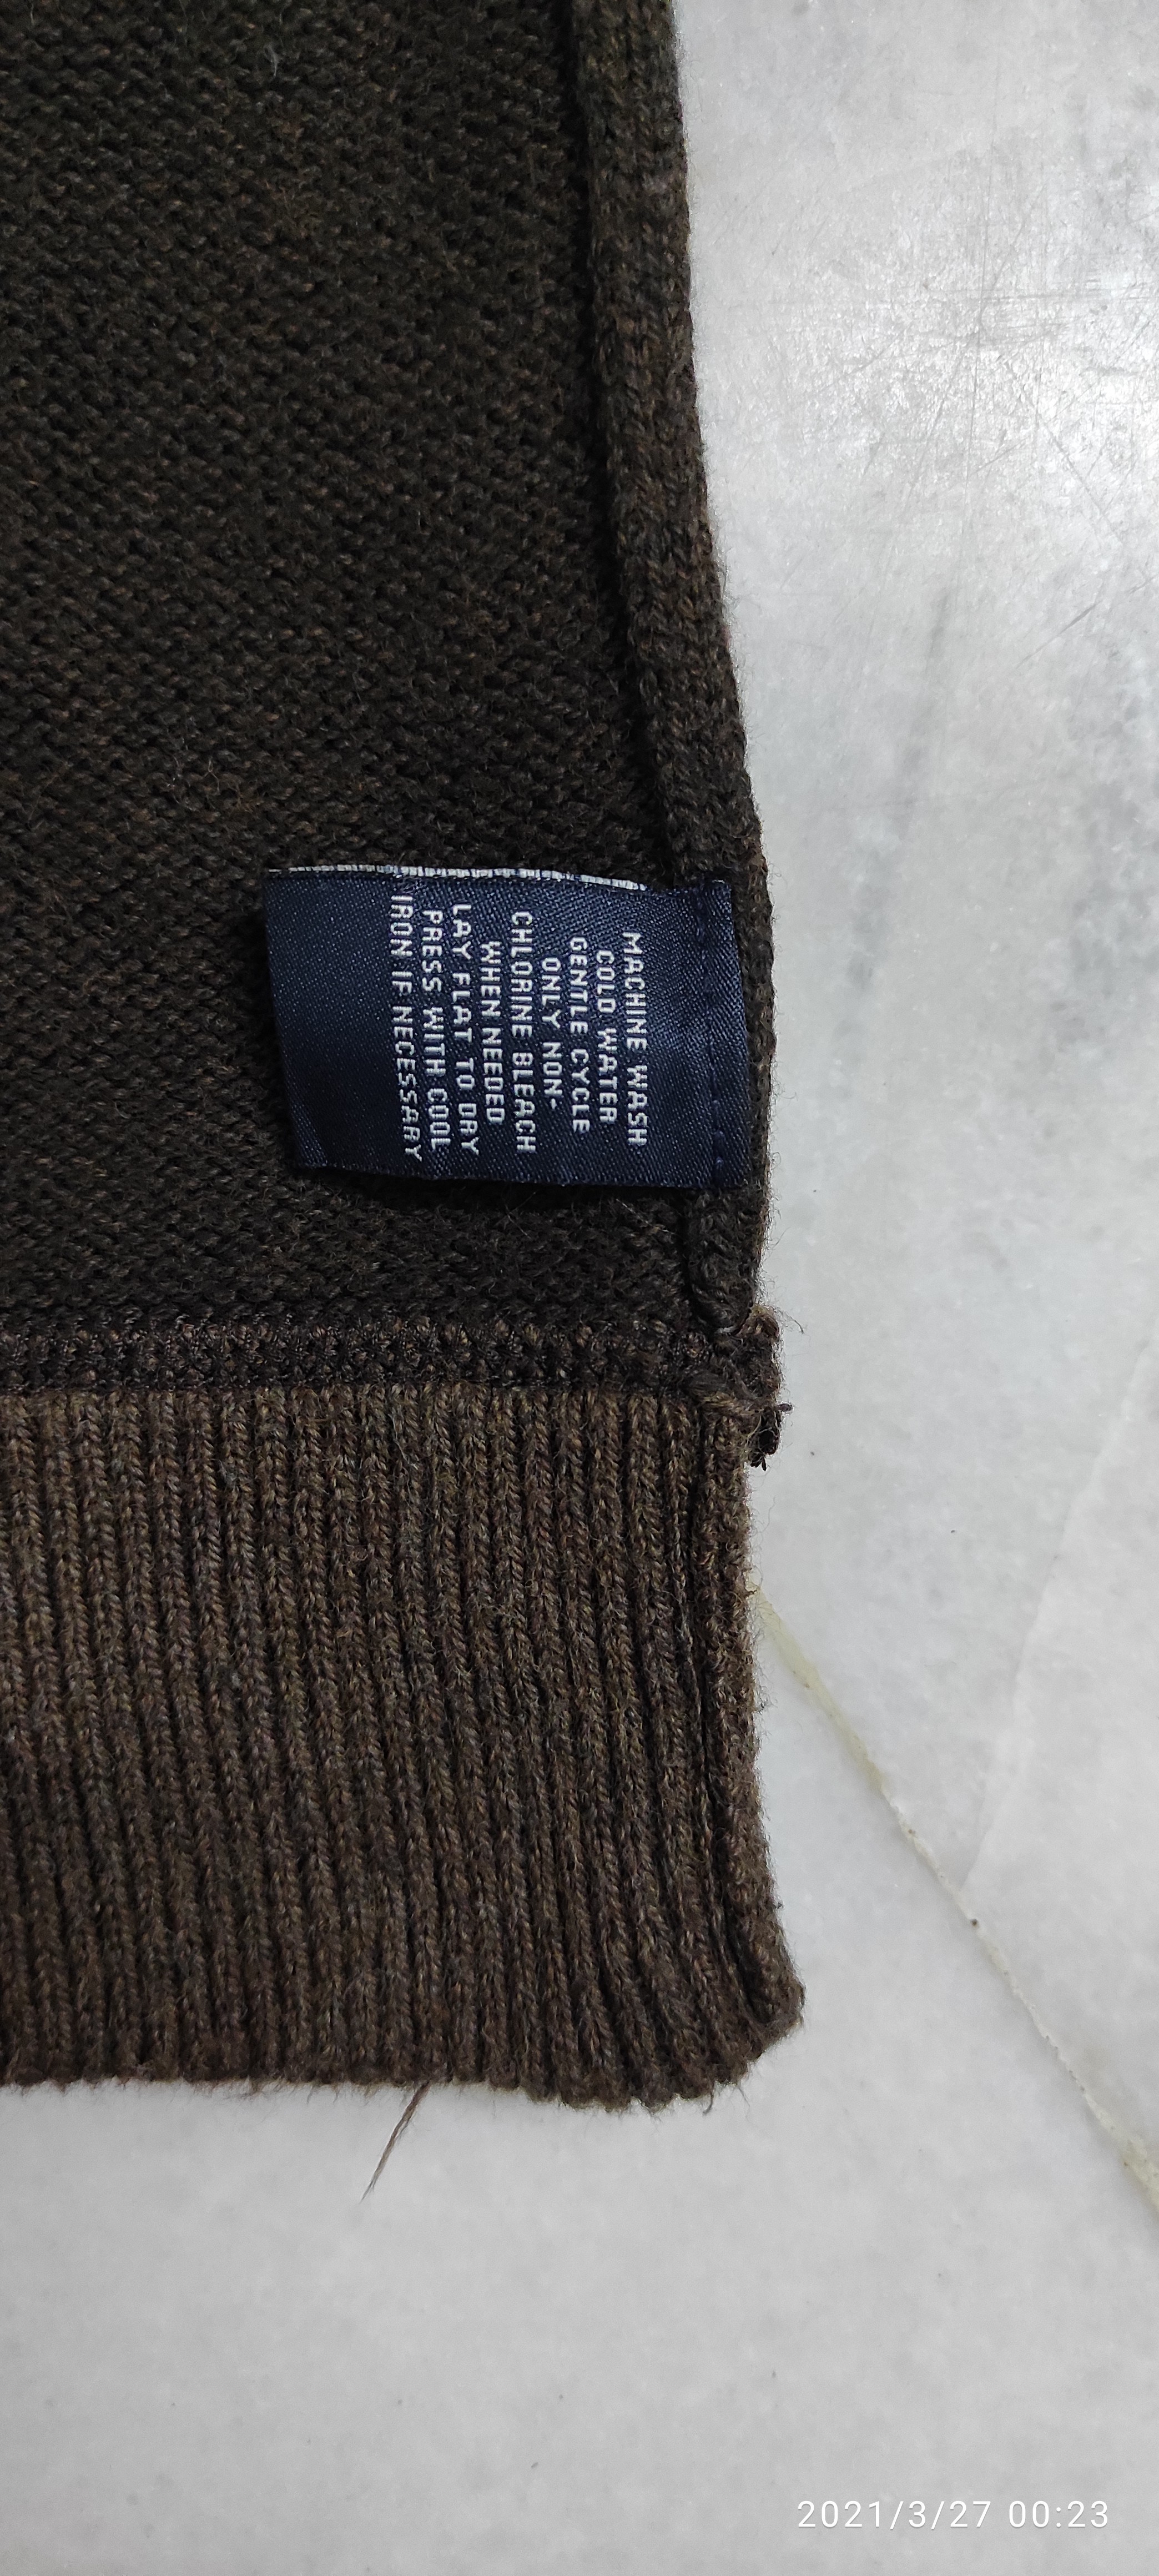 MACHINE WASH
COLD WATER
GENTLE CYCLE
ONLY NON-
CHLORINE BLEACH
WHEN NEEDED
LAY FLAT TO DRY
PRESS WITH COOL
IRON IF NECESSARY
2021/3/27 00:23